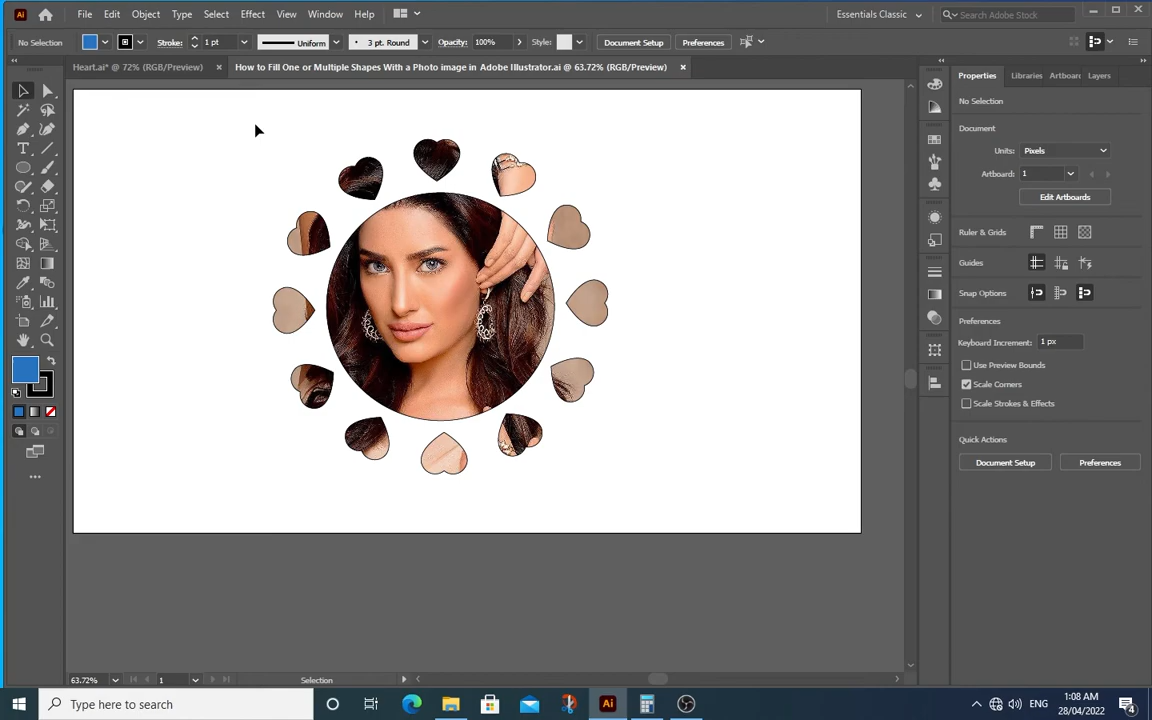 Ai File Edit Object Type Select Effect View Window Help Essentials Classic Search Adobe Stock
No Selection Stroke: 1 pt Uniform 3 pt. Round Opacity: 100% Style: Document Setup Preferences
Heart.ai* @ 72% (RGB/Preview) × How to Fill One or Multiple Shapes With a Photo image in Adobe Illustrator.ai @ 63.72% (RGB/Preview) ×
Properties Libraries Artboard Layers
No Selection
Document
Units: Pixels
Artboard: 1
Edit Artboards
Ruler & Grids
Guides
Snap Options
Preferences
Keyboard Increment: 1 px
Use Preview Bounds
Scale Corners
Scale Strokes & Effects
Quick Actions
Document Setup Preferences
63.72% 1 Selection
Type here to search Ai ENG 1:08 AM
28/04/2022 4